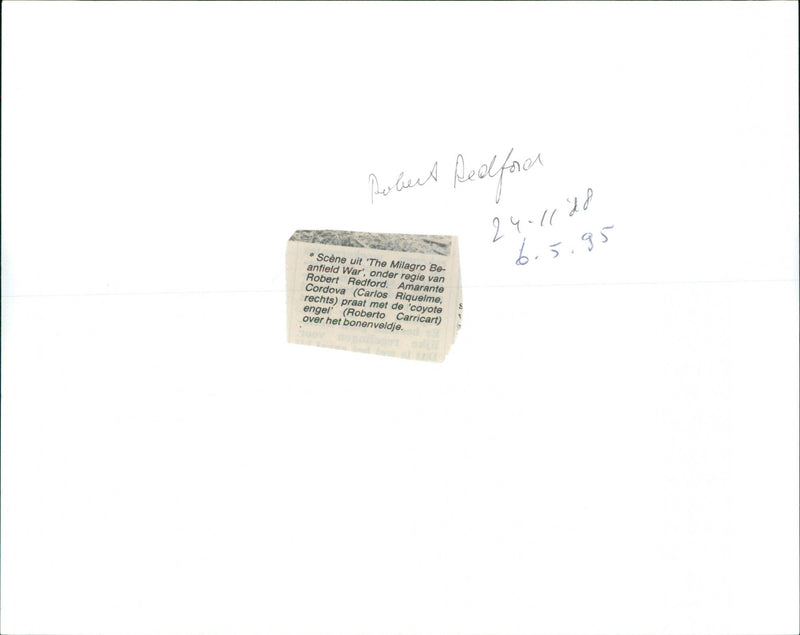 Robert Redford
24-11'88
6.5.95
* Scène uit 'The Milagro Be-
anfield War', onder regie van
Robert Redford. Amarante
Cordova (Carlos Riquelme,
rechts) praat met de 'coyote
engel' (Roberto Carricart)
over het bonenveldje.